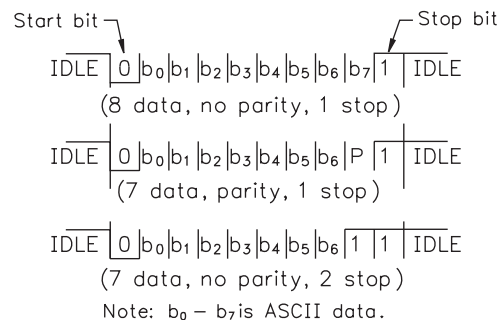 Start bit Stop bit
IDLE 0 b₀ b₁ b₂ b₃ b₄ b₅ b₆ b₇ 1 IDLE
(8 data, no parity, 1 stop)
IDLE 0 b₀ b₁ b₂ b₃ b₄ b₅ b₆ P 1 IDLE
(7 data, parity, 1 stop)
IDLE 0 b₀ b₁ b₂ b₃ b₄ b₅ b₆ 1 1 IDLE
(7 data, no parity, 2 stop)
Note: b₀ – b₇ is ASCII data.